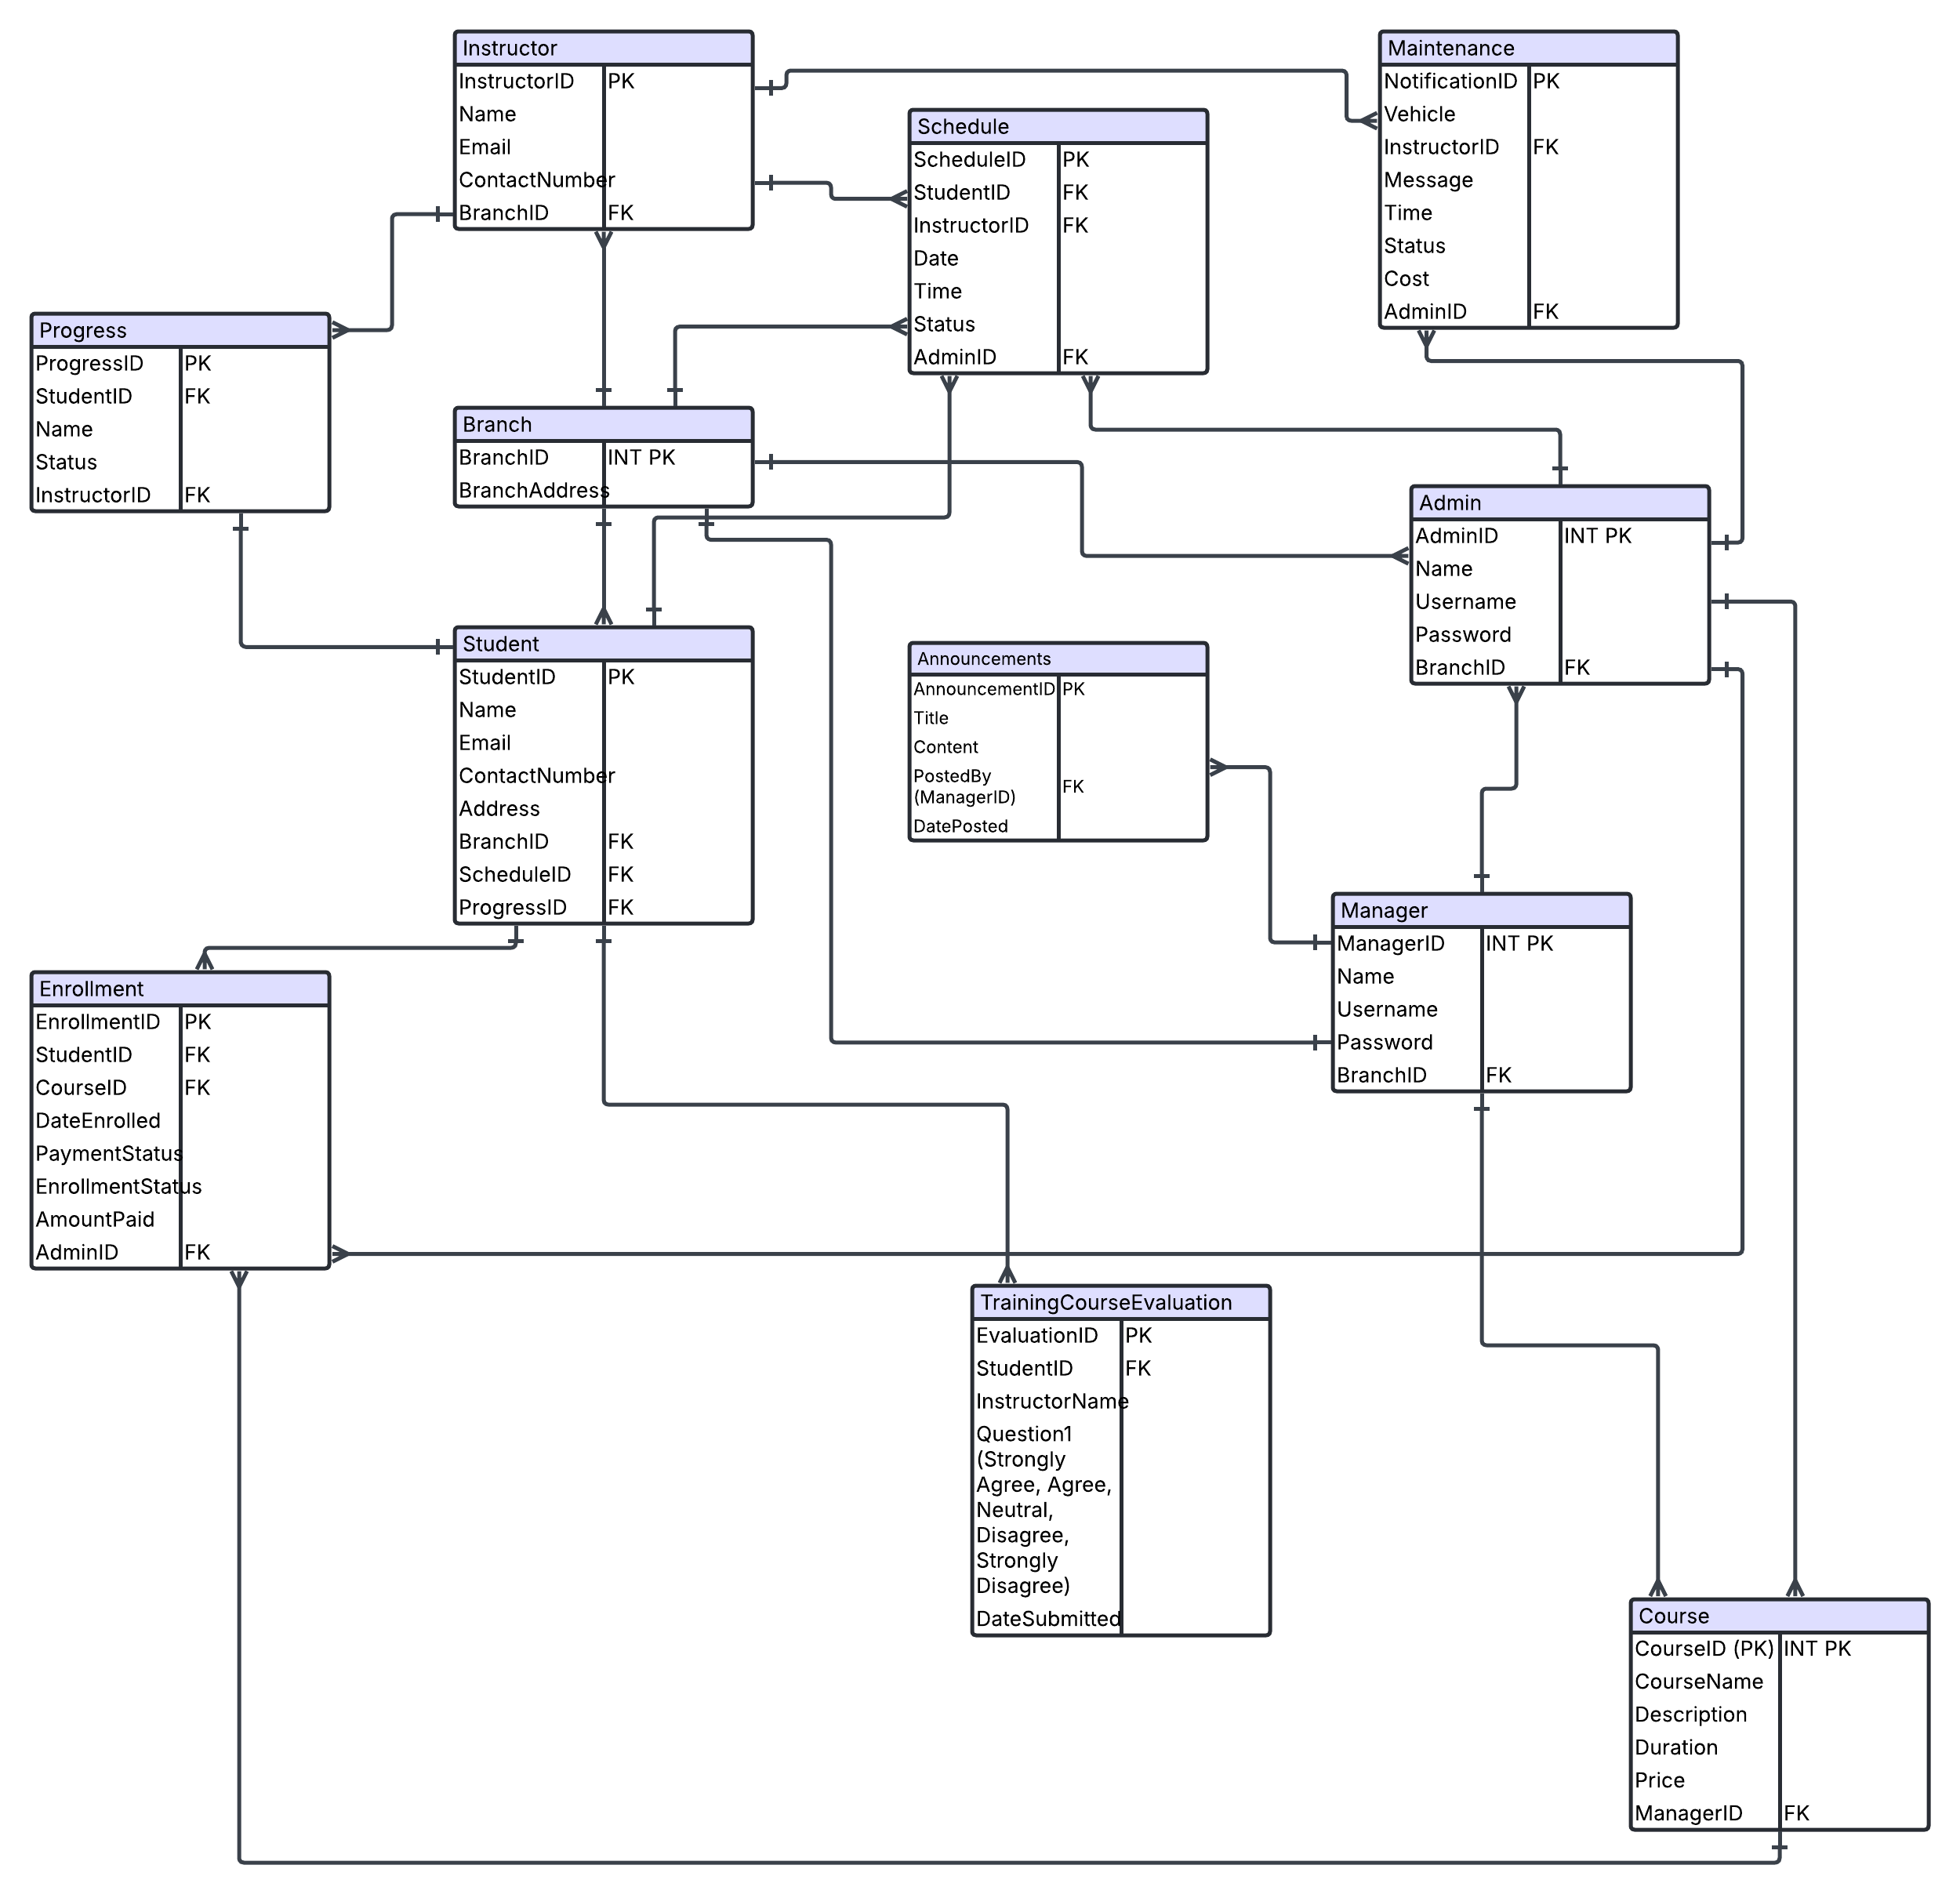 Instructor
InstructorID PK
Name
Email
ContactNumber
BranchID FK
Maintenance
NotificationID PK
Vehicle
InstructorID FK
Message
Time
Status
Cost
AdminID FK
Schedule
ScheduleID PK
StudentID FK
InstructorID FK
Date
Time
Status
AdminID FK
Progress
ProgressID PK
StudentID FK
Name
Status
InstructorID FK
Branch
BranchID INT PK
BranchAddress
Admin
AdminID INT PK
Name
Username
Password
BranchID FK
Student
StudentID PK
Name
Email
ContactNumber
Address
BranchID FK
ScheduleID FK
ProgressID FK
Announcements
AnnouncementID PK
Title
Content
PostedBy
(ManagerID) FK
DatePosted
Manager
ManagerID INT PK
Name
Username
Password
BranchID FK
Enrollment
EnrollmentID PK
StudentID FK
CourseID FK
DateEnrolled
PaymentStatus
EnrollmentStatus
AmountPaid
AdminID FK
TrainingCourseEvaluation
EvaluationID PK
StudentID FK
InstructorName
Question1
(Strongly
Agree, Agree,
Neutral,
Disagree,
Strongly
Disagree)
DateSubmitted
Course
CourseID (PK) INT PK
CourseName
Description
Duration
Price
ManagerID FK